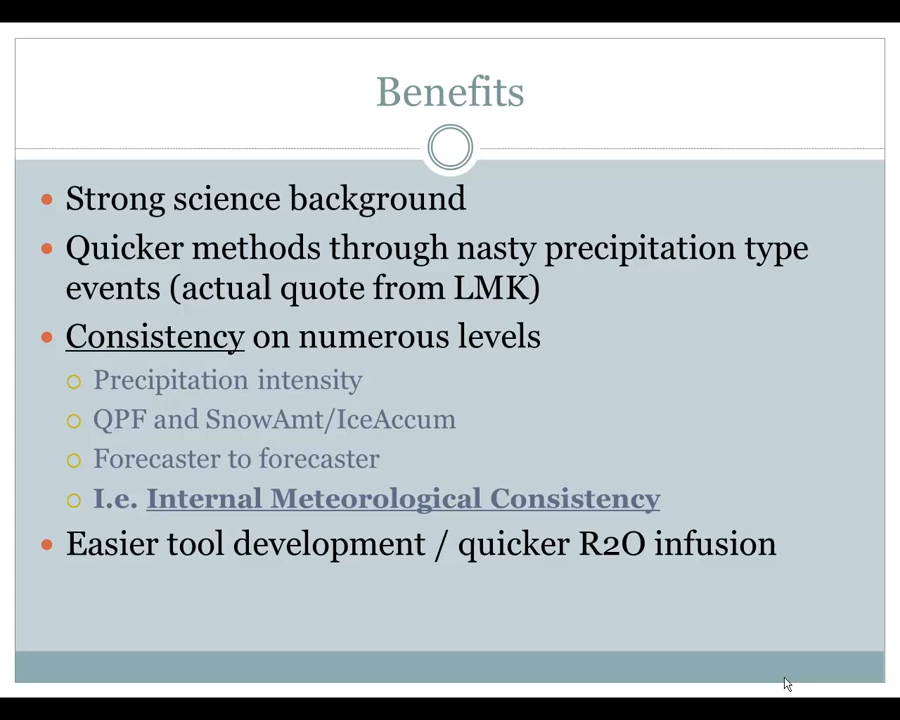 Benefits
Strong science background
Quicker methods through nasty precipitation type
events (actual quote from LMK)
Consistency on numerous levels
Precipitation intensity
QPF and SnowAmt/IceAccum
Forecaster to forecaster
I.e. Internal Meteorological Consistency
Easier tool development / quicker R2O infusion